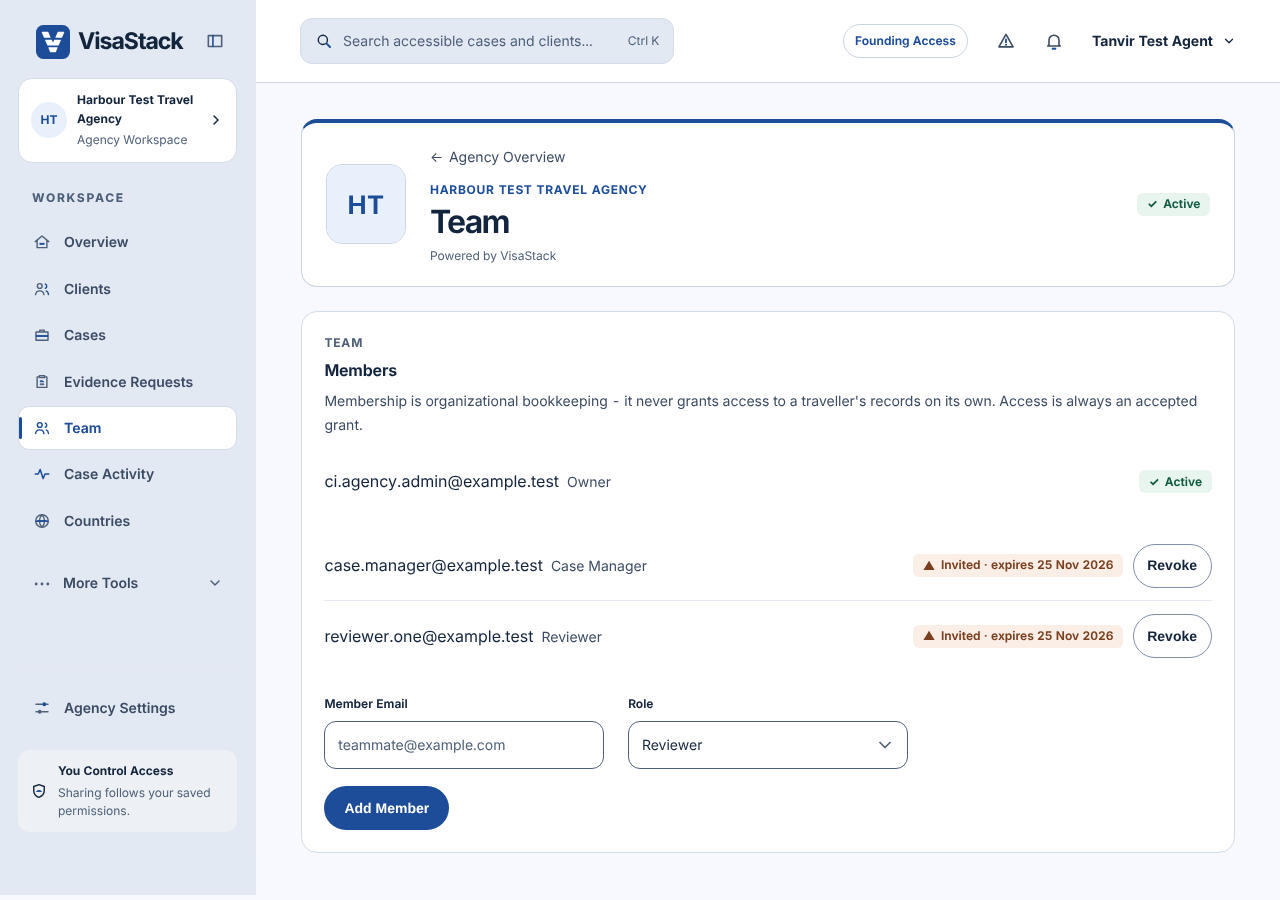 VisaStack
Search accessible cases and clients...
Ctrl K
Founding Access
Tanvir Test Agent
HT
Harbour Test Travel
Agency
Agency Workspace
WORKSPACE
Overview
Clients
Cases
Evidence Requests
Team
Case Activity
Countries
More Tools
Agency Settings
You Control Access
Sharing follows your saved
permissions.
HT
← Agency Overview
HARBOUR TEST TRAVEL AGENCY
Team
Powered by VisaStack
Active
TEAM
Members
Membership is organizational bookkeeping - it never grants access to a traveller's records on its own. Access is always an accepted
grant.
ci.agency.admin@example.test Owner
Active
case.manager@example.test Case Manager
Invited · expires 25 Nov 2026
Revoke
reviewer.one@example.test Reviewer
Invited · expires 25 Nov 2026
Revoke
Member Email
Role
teammate@example.com
Reviewer
Add Member